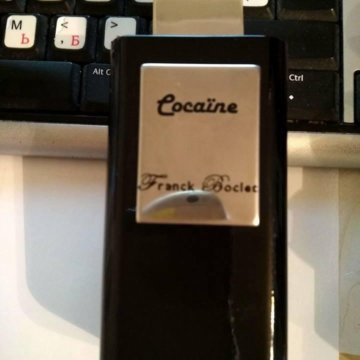 M < >
Ь , Б
Alt Ctrl
Cocaïne
Franck Boclet